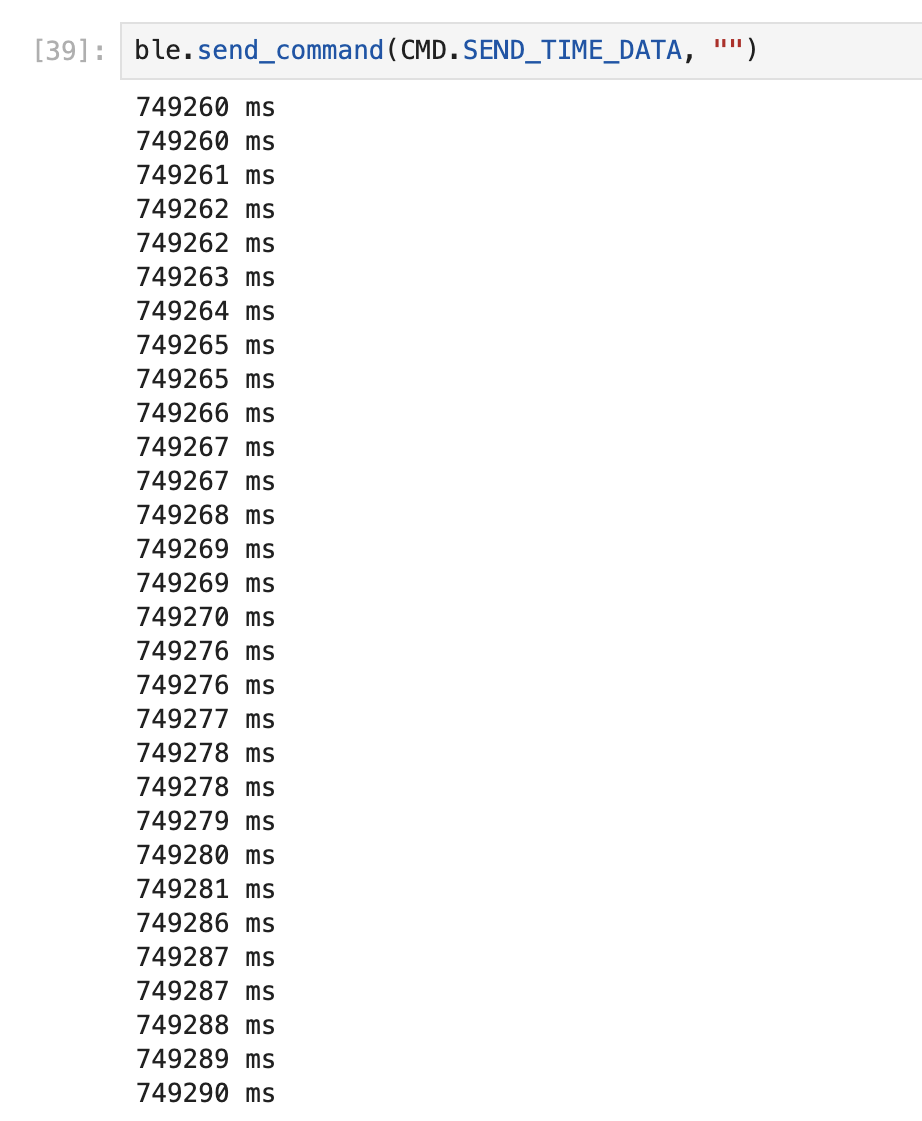 [39]: ble.send_command(CMD.SEND_TIME_DATA, "")
749260 ms
749260 ms
749261 ms
749262 ms
749262 ms
749263 ms
749264 ms
749265 ms
749265 ms
749266 ms
749267 ms
749267 ms
749268 ms
749269 ms
749269 ms
749270 ms
749276 ms
749276 ms
749277 ms
749278 ms
749278 ms
749279 ms
749280 ms
749281 ms
749286 ms
749287 ms
749287 ms
749288 ms
749289 ms
749290 ms